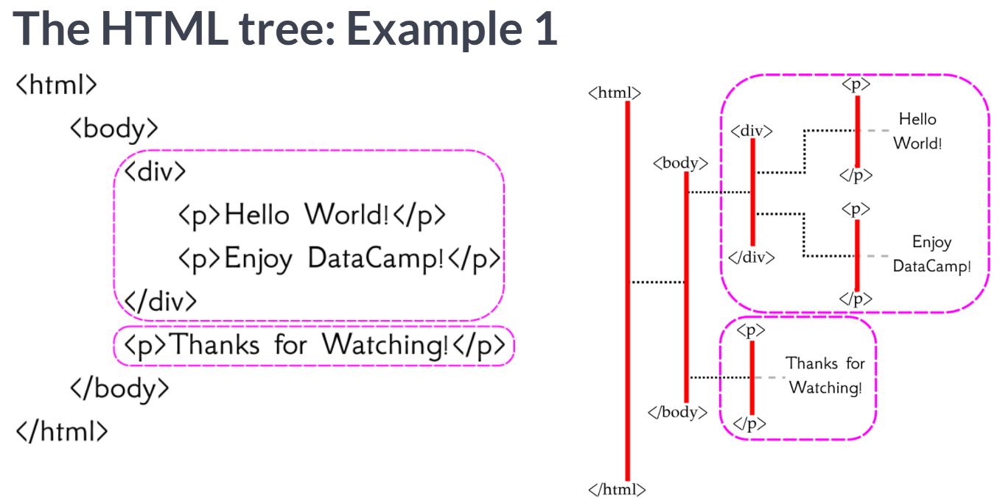 The HTML tree: Example 1
<html>
<body>
<div>
<p>Hello World!</p>
<p>Enjoy DataCamp!</p>
</div>
<p>Thanks for Watching!</p>
</body>
</html>
<html>
<body>
<div>
<p>
Hello
World!
</p>
<p>
Enjoy
DataCamp!
</p>
</div>
<p>
Thanks for
Watching!
</p>
</body>
</html>